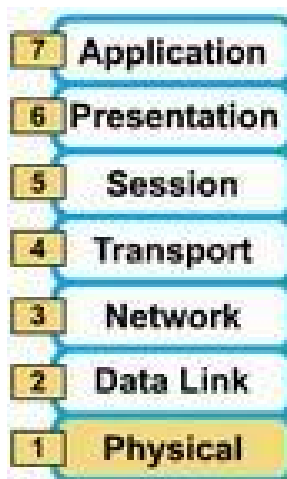 7 Application
6 Presentation
5 Session
4 Transport
3 Network
2 Data Link
1 Physical